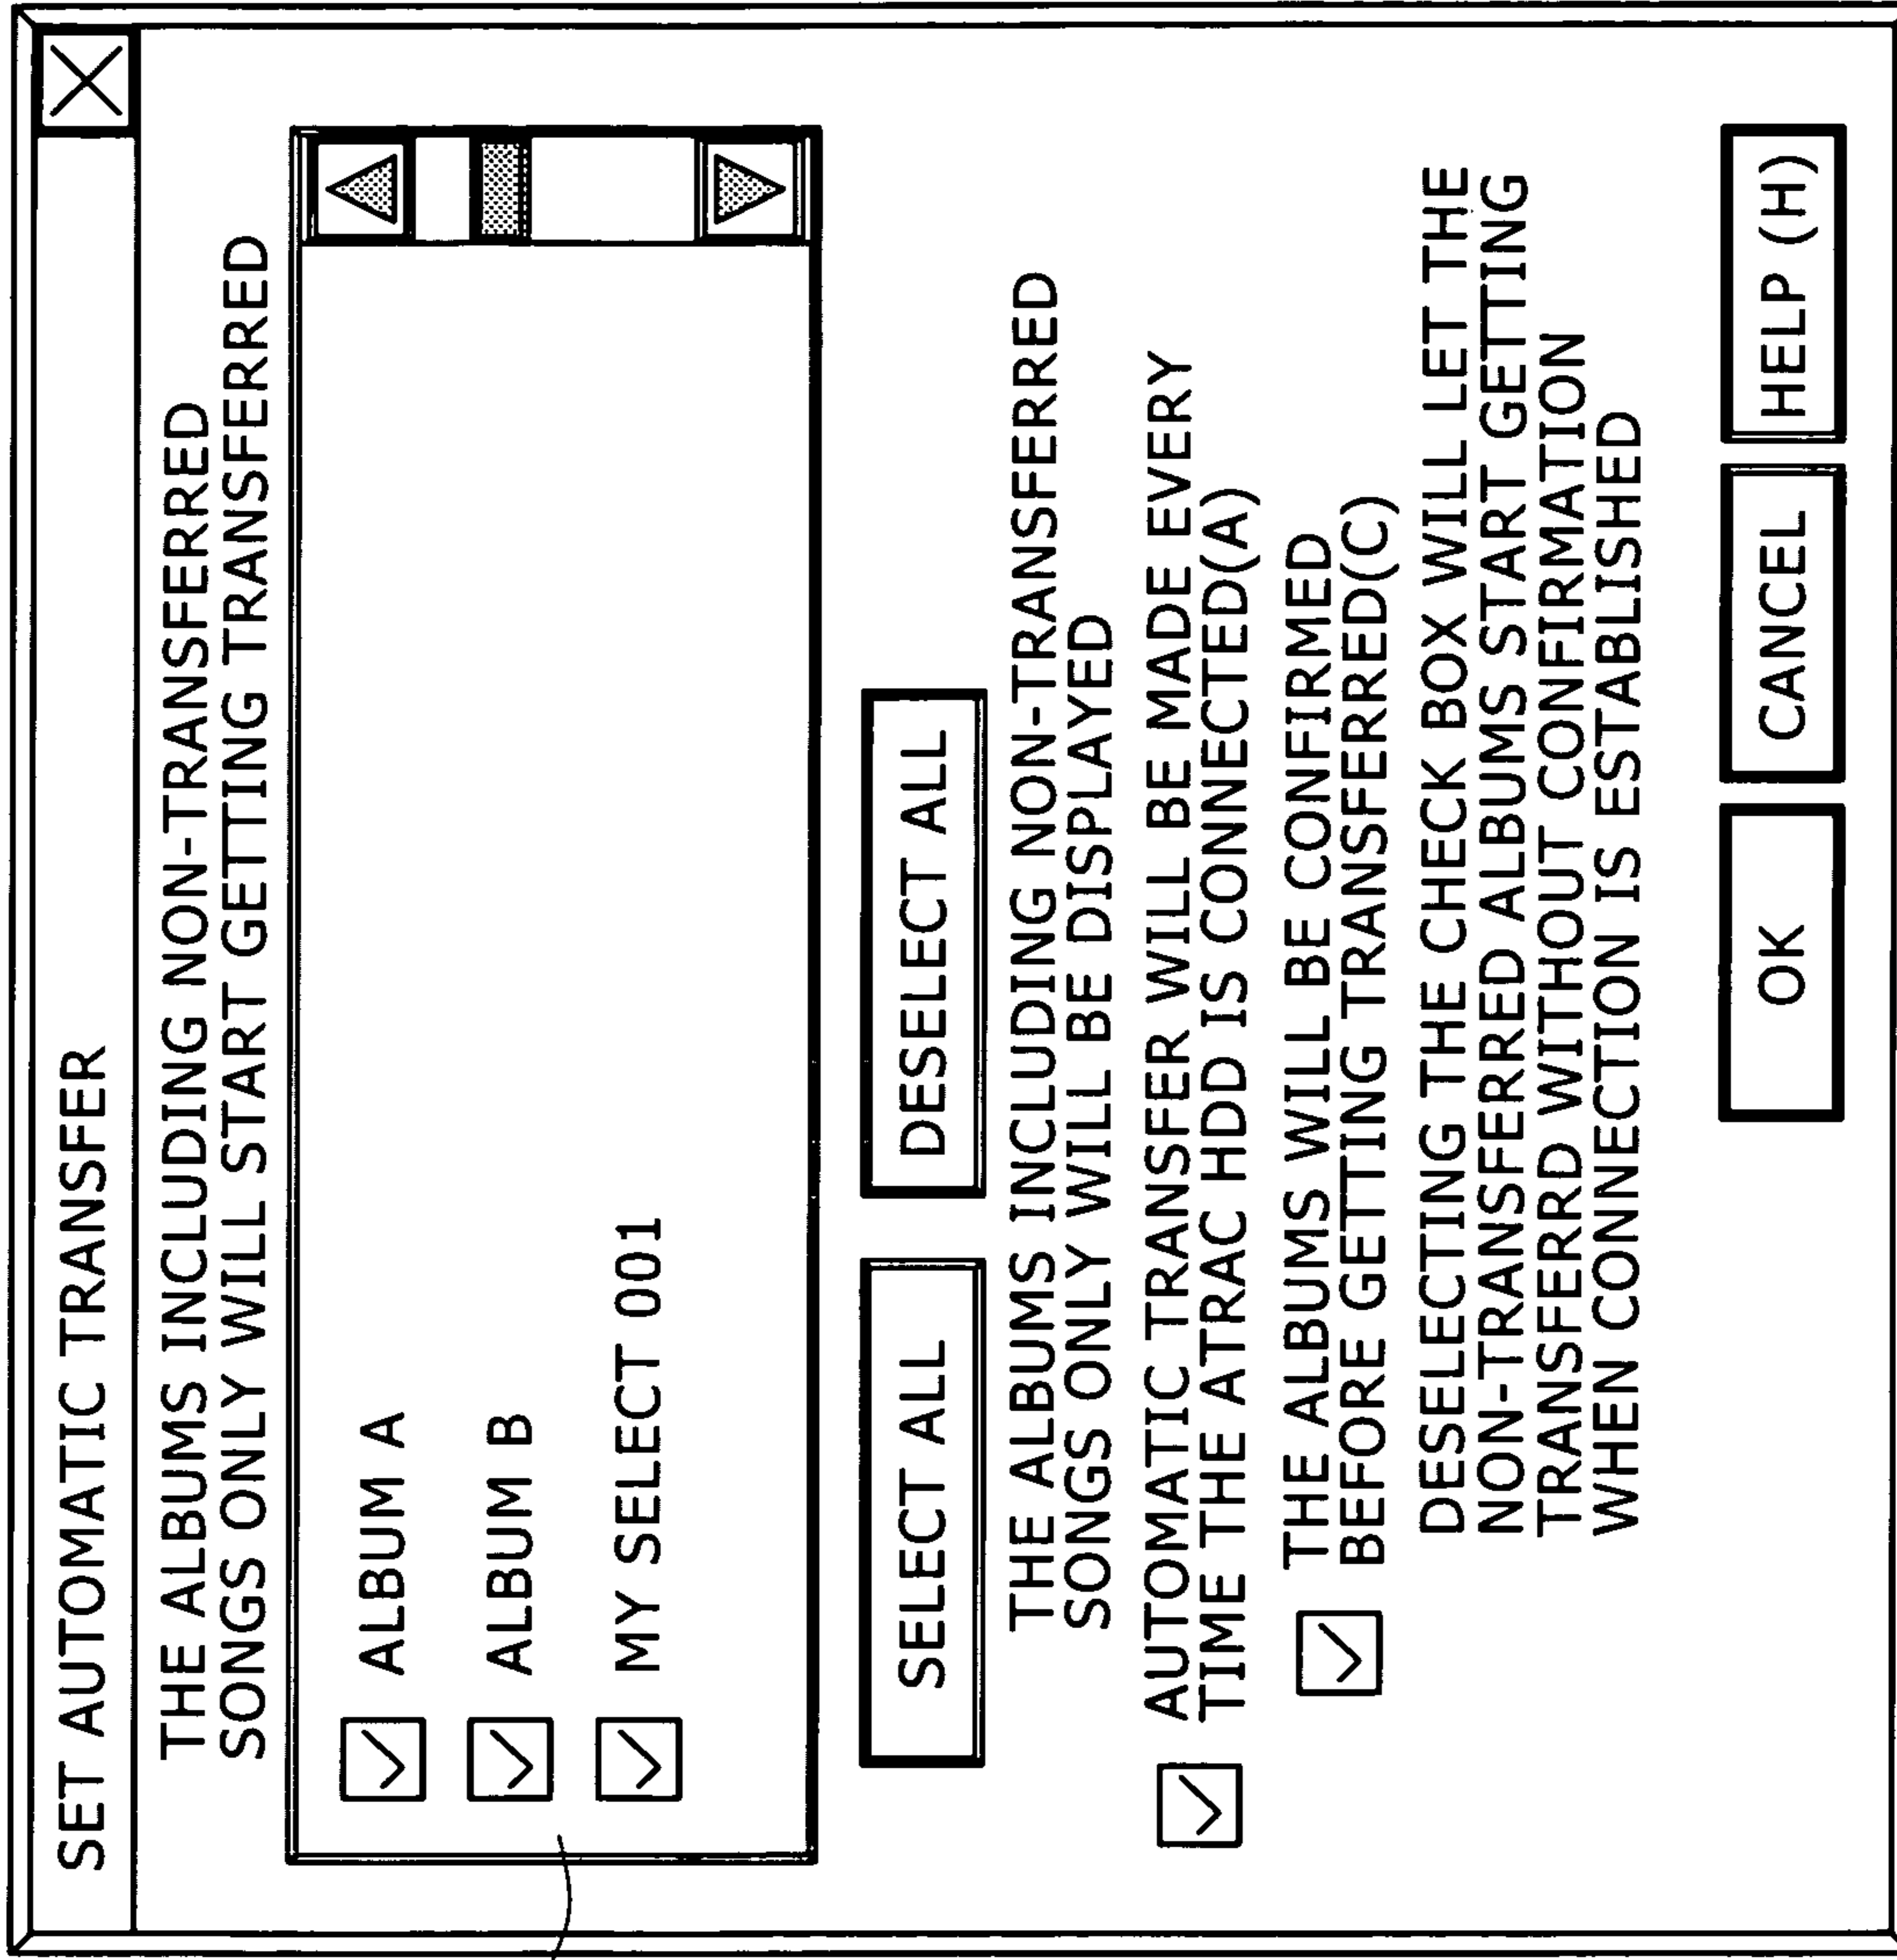 SET AUTOMATIC TRANSFER
THE ALBUMS INCLUDING NON-TRANSFERRED
SONGS ONLY WILL START GETTING TRANSFERRED
ALBUM A
ALBUM B
MY SELECT 001
SELECT ALL
DESELECT ALL
THE ALBUMS INCLUDING NON-TRANSFERRED
SONGS ONLY WILL BE DISPLAYED
AUTOMATIC TRANSFER WILL BE MADE EVERY
TIME THE ATRAC HDD IS CONNECTED(A)
THE ALBUMS WILL BE CONFIRMED
BEFORE GETTING TRANSFERRED(C)
DESELECTING THE CHECK BOX WILL LET THE
NON-TRANSFERRED ALBUMS START GETTING
TRANSFERRD WITHOUT CONFIRMATION
WHEN CONNECTION IS ESTABLISHED
OK
CANCEL
HELP (H)